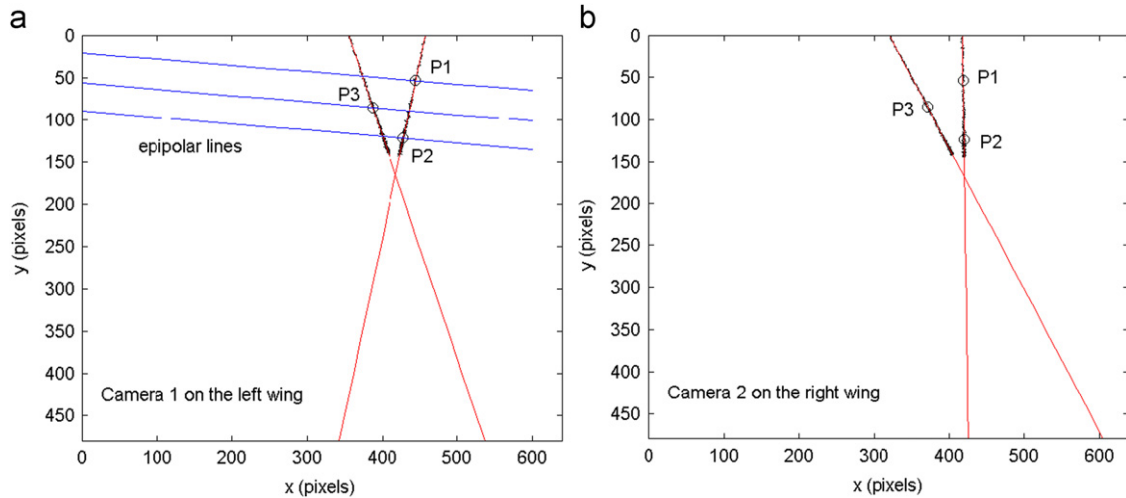 a
0
50
100
150
200
250
300
350
400
450
y (pixels)
0 100 200 300 400 500 600
x (pixels)
P1
P3
P2
epipolar lines
Camera 1 on the left wing
b
0
50
100
150
200
250
300
350
400
450
y (pixels)
0 100 200 300 400 500 600
x (pixels)
P1
P3
P2
Camera 2 on the right wing